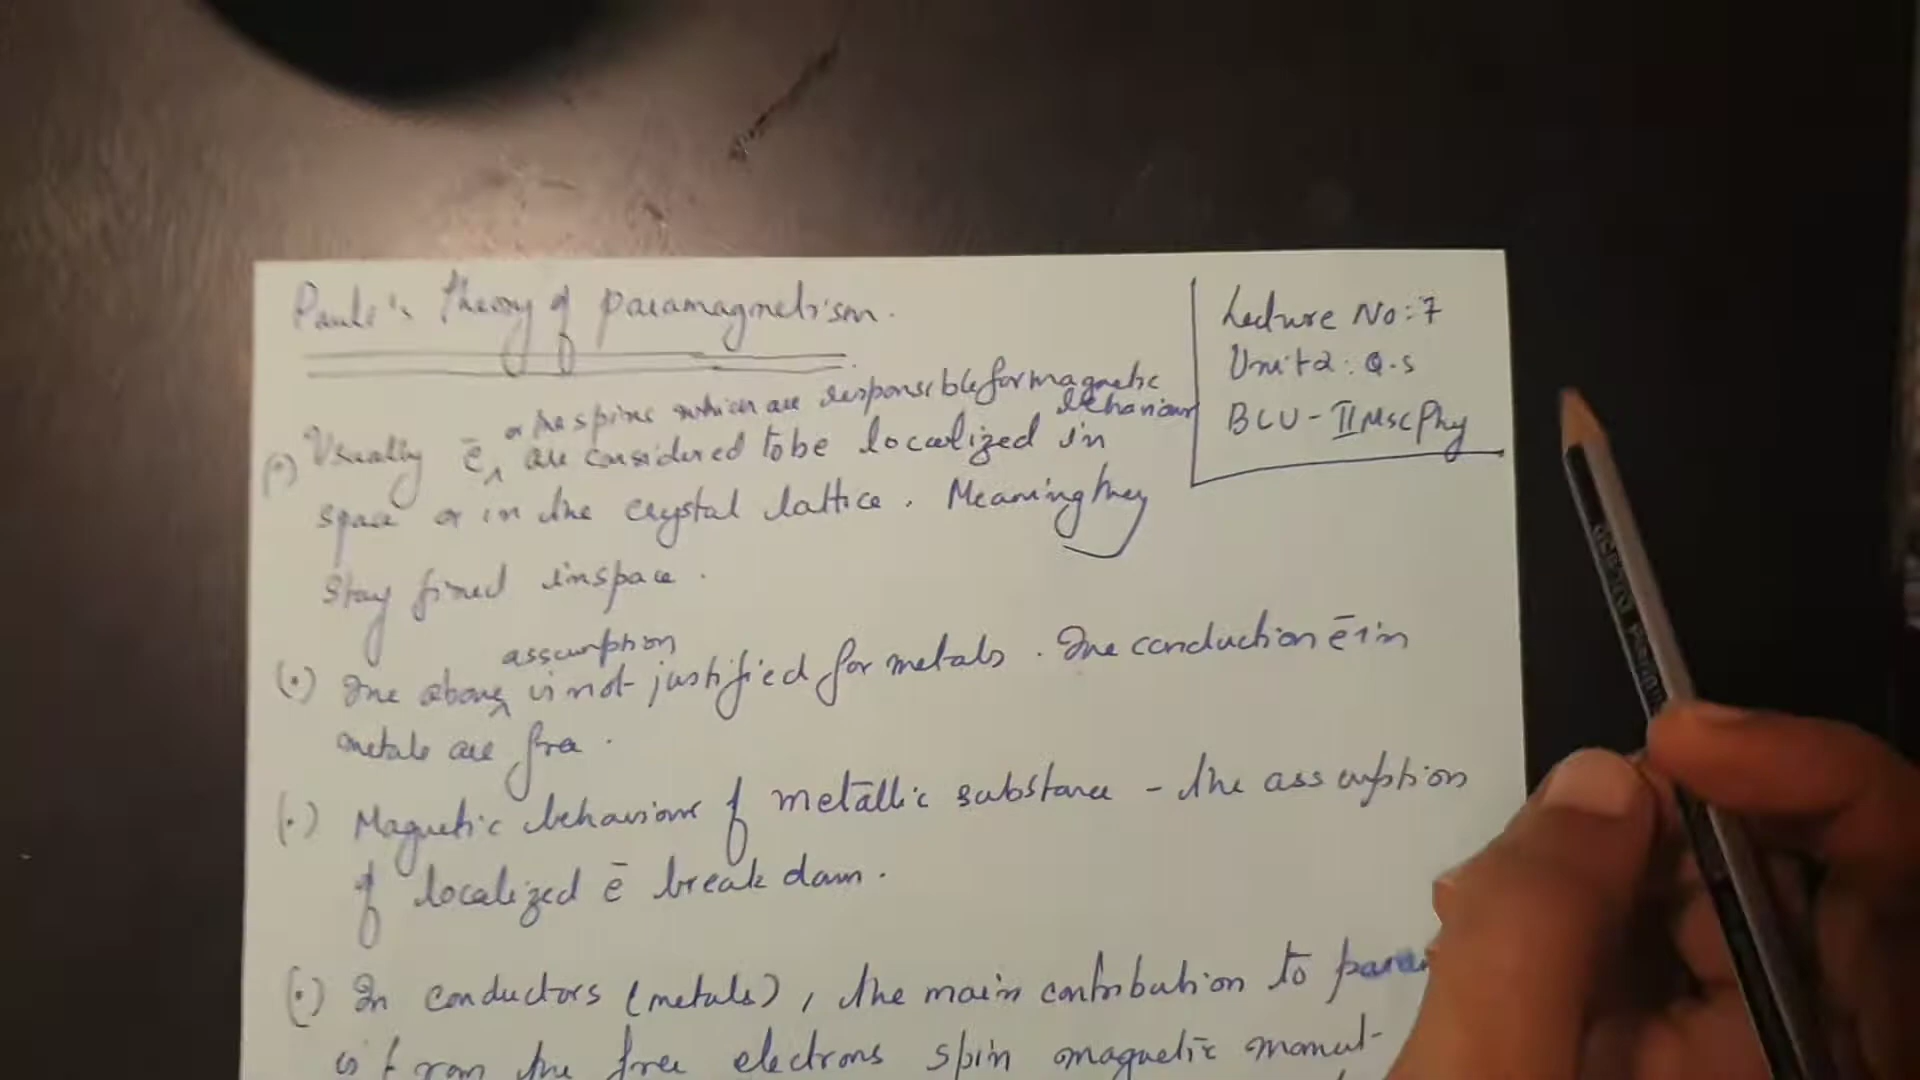 Pauli's theory of paramagnetism.
Lecture No: 7
Unit 2: Q.S
BCU - II Msc Phy
or the spins which are responsible for magnetic
behaviour
(•) Usually ē ‸ are considered to be localized in
space or in the crystal lattice. Meaning they
stay fixed in space.
assumption
(•) The above ‸ is not justified for metals. The conduction ē in
metals are free.
(•) Magnetic behaviour of metallic substance - the assumption
of localized ē break down.
(•) In conductors (metals), the main contribution to para
is from the free electrons spin magnetic moment-